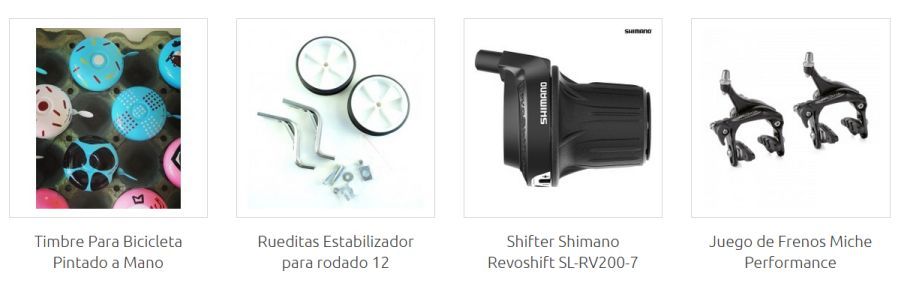 SHIMANO
SHIMANO
Timbre Para Bicicleta
Pintado a Mano
Rueditas Estabilizador
para rodado 12
Shifter Shimano
Revoshift SL-RV200-7
Juego de Frenos Miche
Performance